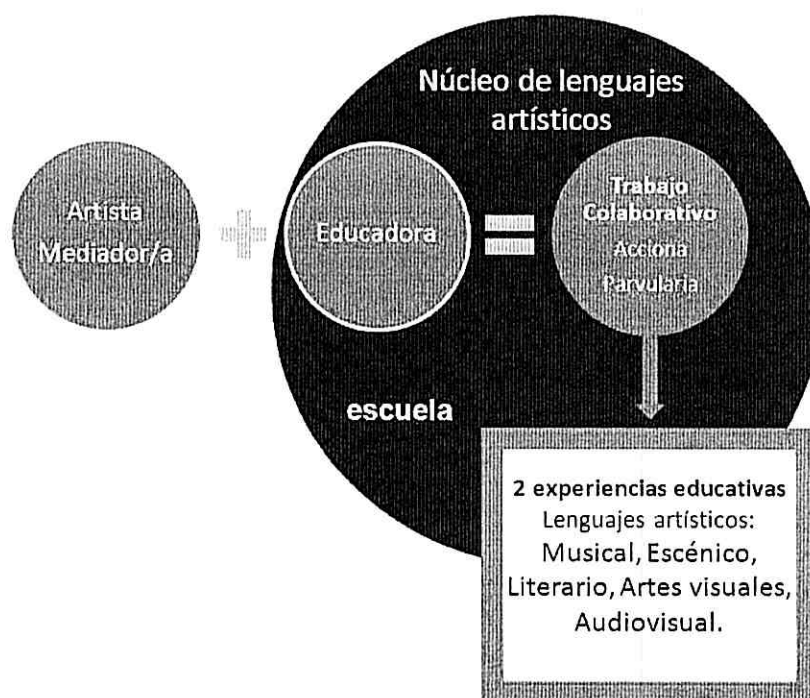 Núcleo de lenguajes
artísticos
Artista
Mediador/a
+
Educadora
=
Trabajo
Colaborativo
Acciona
Parvularia
escuela
2 experiencias educativas
Lenguajes artísticos:
Musical, Escénico,
Literario, Artes visuales,
Audiovisual.